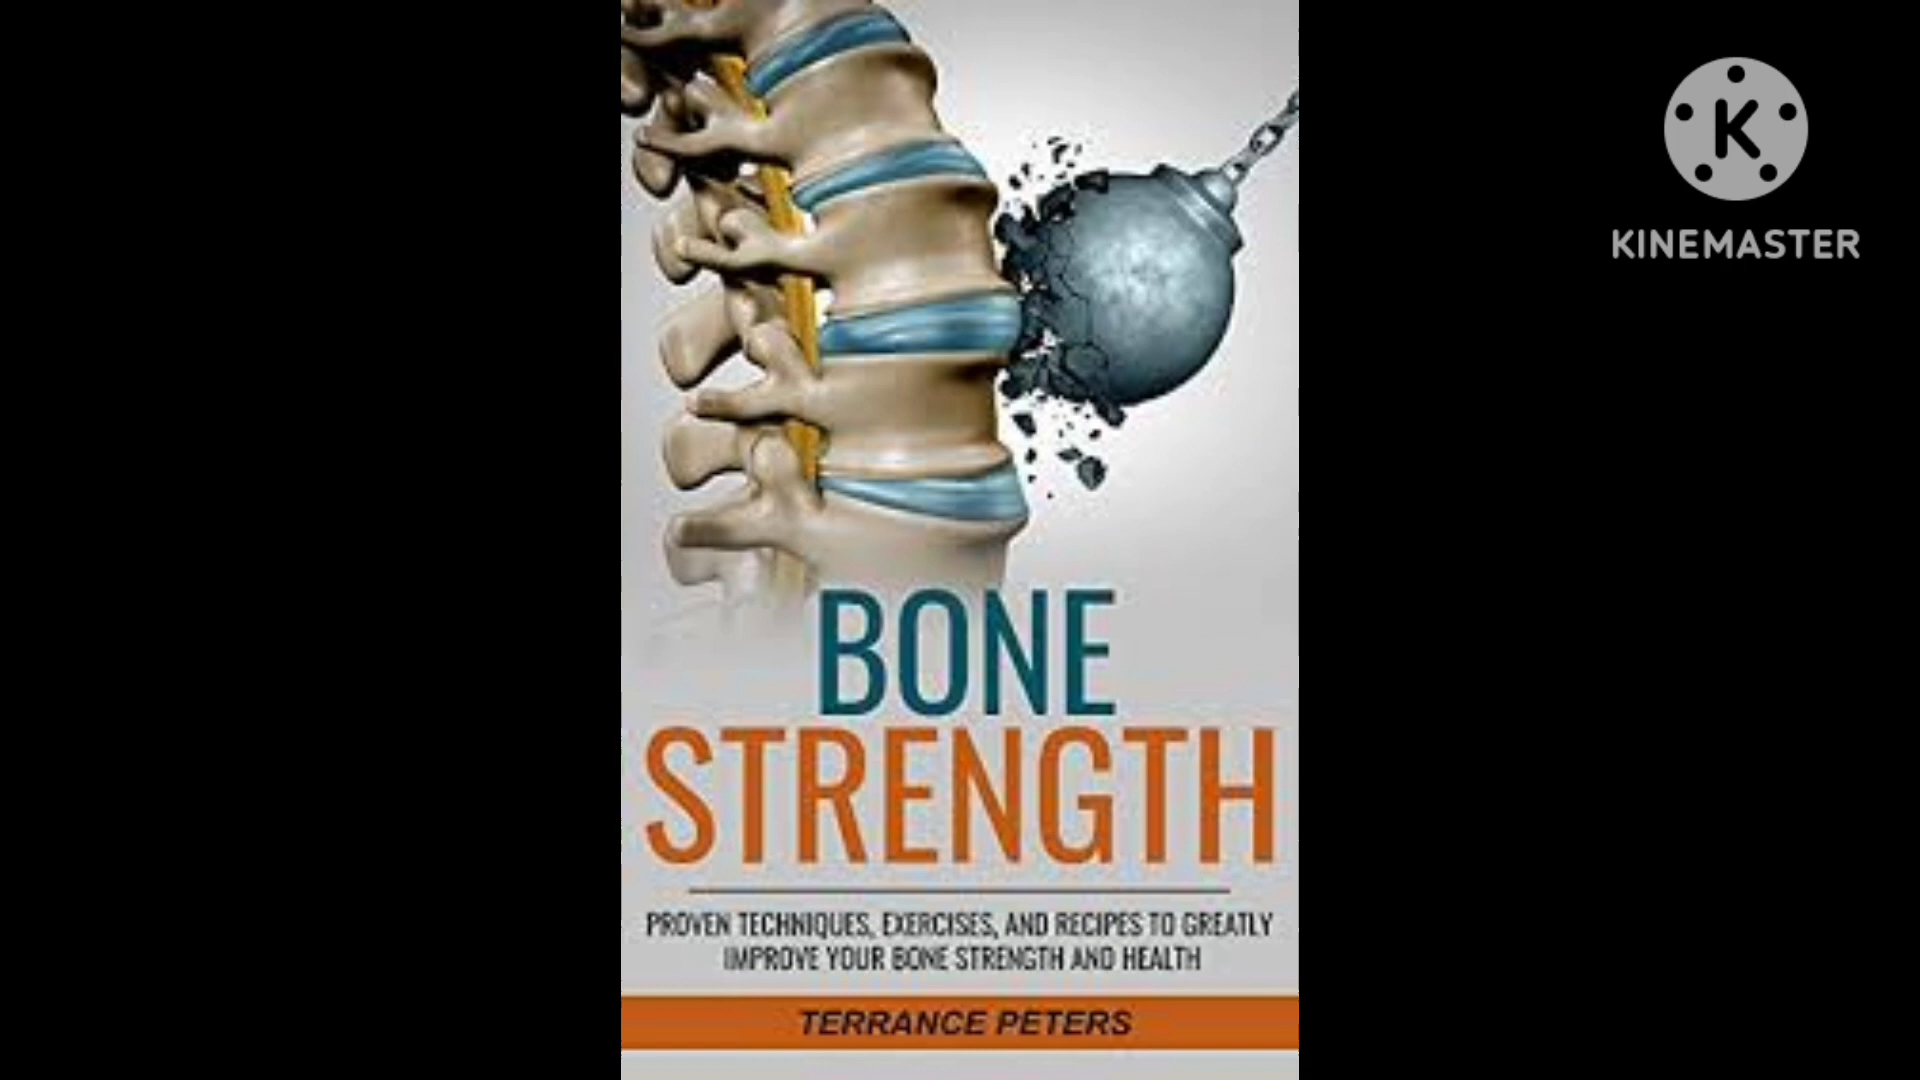 K
KINEMASTER
BONE
STRENGTH
PROVEN TECHNIQUES, EXERCISES, AND RECIPES TO GREATLY
IMPROVE YOUR BONE STRENGTH AND HEALTH
TERRANCE PETERS